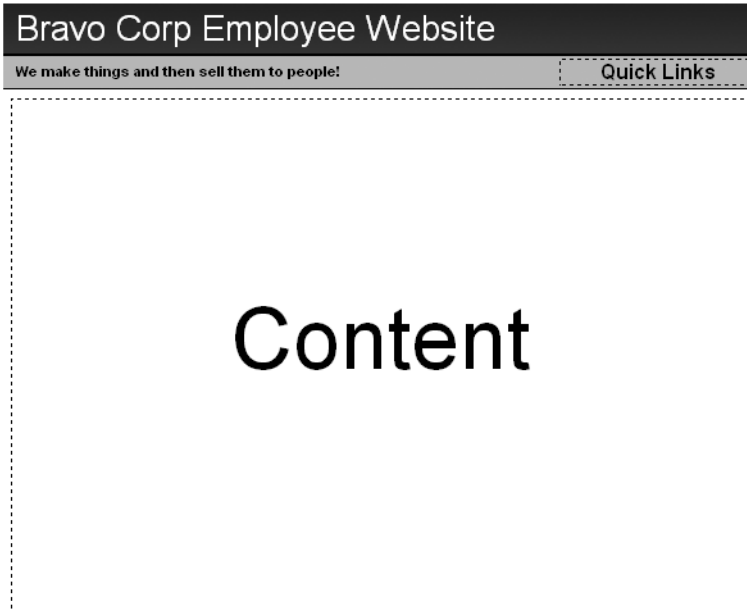 Bravo Corp Employee Website
We make things and then sell them to people!
Quick Links
Content